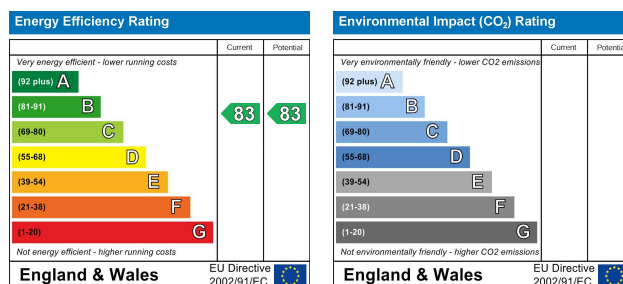 Energy Efficiency Rating
Current Potential
Very energy efficient - lower running costs
(92 plus) A
(81-91) B
83 83
(69-80) C
(55-68) D
(39-54) E
(21-38) F
(1-20) G
Not energy efficient - higher running costs
England & Wales
EU Directive
2002/91/EC
Environmental Impact (CO₂) Rating
Current Potential
Very environmentally friendly - lower CO2 emissions
(92 plus) A
(81-91) B
(69-80) C
(55-68) D
(39-54) E
(21-38) F
(1-20) G
Not environmentally friendly - higher CO2 emissions
England & Wales
EU Directive
2002/91/EC